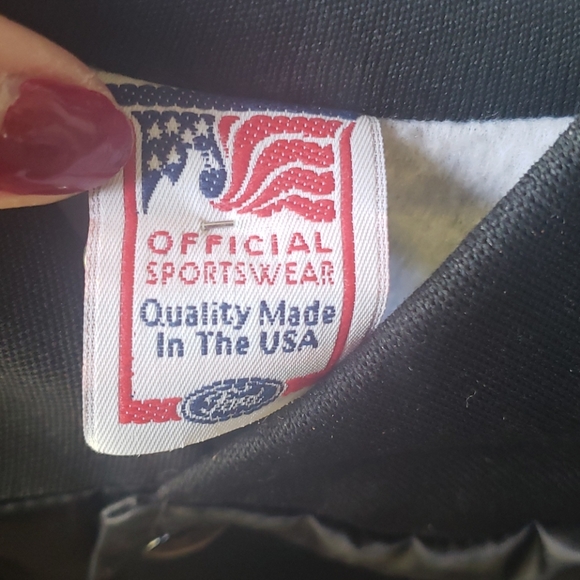 OFFICIAL
SPORTSWEAR
Quality Made
In The USA
Ford